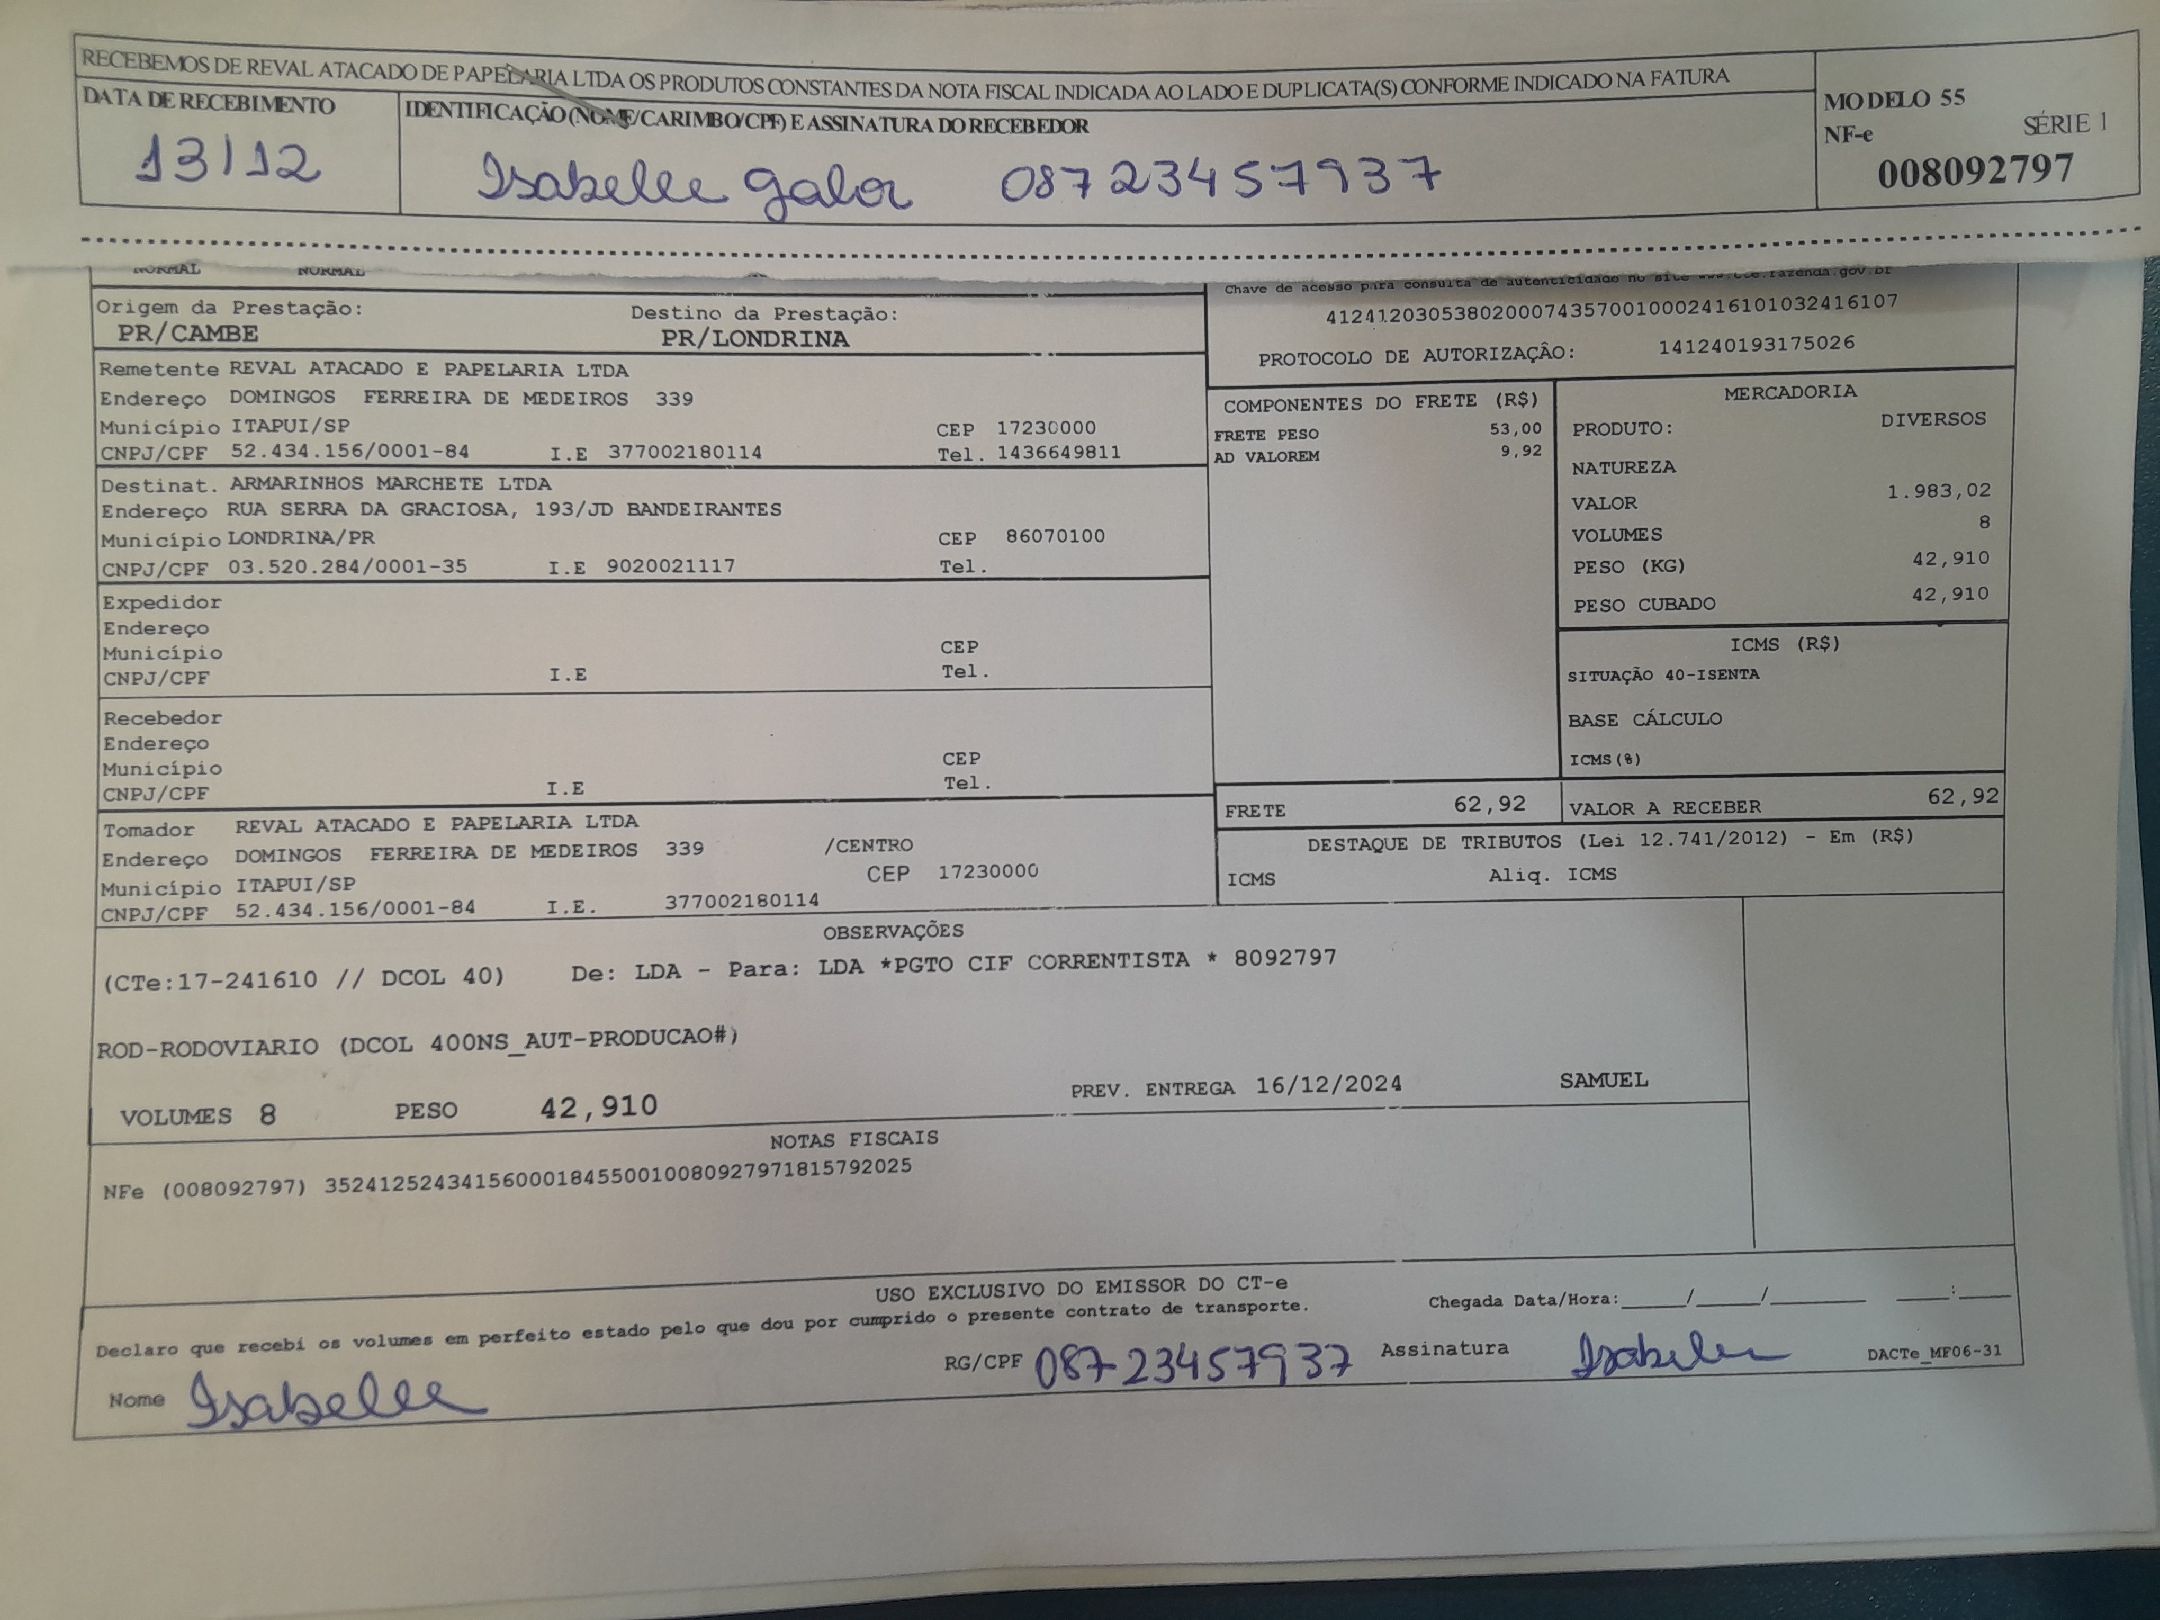 RECEBEMOS DE REVAL ATACADO DE PAPELARIA LTDA OS PRODUTOS CONSTANTES DA NOTA FISCAL INDICADA AO LADO E DUPLICATA(S) CONFORME INDICADO NA FATURA
DATA DE RECEBIMENTO
13/12
IDENTIFICAÇÃO (NOME/CARIMBO/CPF) E ASSINATURA DO RECEBEDOR
Isabelle 08723457937
MODELO 55
NF-e SÉRIE 1
008092797
NORMAL NORMAL
Chave de acesso para consulta de autenticidade no site www.cte.fazenda.gov.br
41241203053802000743570010002416101032416107
PROTOCOLO DE AUTORIZAÇÃO: 141240193175026
Origem da Prestação: Destino da Prestação:
PR/CAMBE PR/LONDRINA
Remetente REVAL ATACADO E PAPELARIA LTDA
Endereço DOMINGOS FERREIRA DE MEDEIROS 339
Município ITAPUI/SP CEP 17230000
CNPJ/CPF 52.434.156/0001-84 I.E 377002180114 Tel. 1436649811
Destinat. ARMARINHOS MARCHETE LTDA
Endereço RUA SERRA DA GRACIOSA, 193/JD BANDEIRANTES
Município LONDRINA/PR CEP 86070100
CNPJ/CPF 03.520.284/0001-35 I.E 9020021117 Tel.
Expedidor
Endereço
Município CEP
CNPJ/CPF I.E Tel.
Recebedor
Endereço
Município CEP
CNPJ/CPF I.E Tel.
Tomador REVAL ATACADO E PAPELARIA LTDA
Endereço DOMINGOS FERREIRA DE MEDEIROS 339 /CENTRO
Município ITAPUI/SP CEP 17230000
CNPJ/CPF 52.434.156/0001-84 I.E. 377002180114
COMPONENTES DO FRETE (R$)
FRETE PESO 53,00
AD VALOREM 9,92
MERCADORIA
PRODUTO: DIVERSOS
NATUREZA
VALOR 1.983,02
VOLUMES 8
PESO (KG) 42,910
PESO CUBADO 42,910
ICMS (R$)
SITUAÇÃO 40-ISENTA
BASE CÁLCULO
ICMS(%)
FRETE 62,92 VALOR A RECEBER 62,92
DESTAQUE DE TRIBUTOS (Lei 12.741/2012) - Em (R$)
ICMS Aliq. ICMS
OBSERVAÇÕES
(CTe:17-241610 // DCOL 40) De: LDA - Para: LDA *PGTO CIF CORRENTISTA * 8092797
ROD-RODOVIARIO (DCOL 400NS_AUT-PRODUCAO#)
VOLUMES 8 PESO 42,910 PREV. ENTREGA 16/12/2024 SAMUEL
NOTAS FISCAIS
NFe (008092797) 35241252434156000184550010080927971815792025
USO EXCLUSIVO DO EMISSOR DO CT-e
Declaro que recebi os volumes em perfeito estado pelo que dou por cumprido o presente contrato de transporte. Chegada Data/Hora:_____/_____/________ ____:____
Nome Isabelle RG/CPF 08723457937 Assinatura Isabelle DACTe_MF06-31